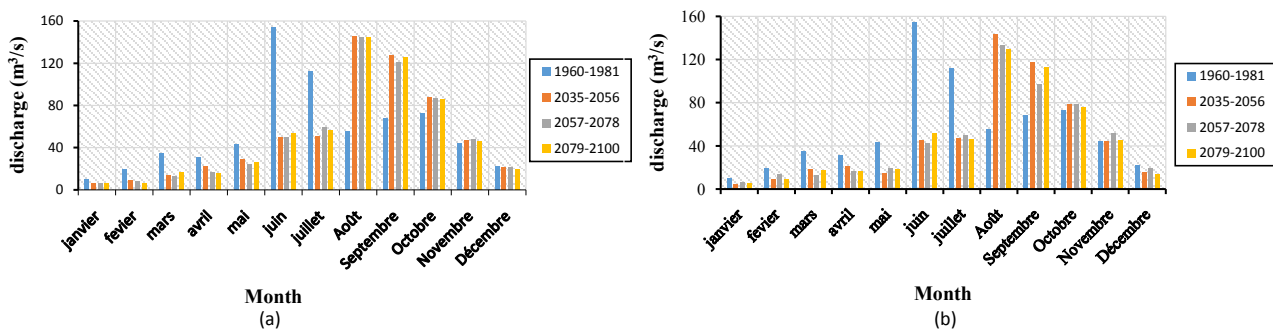 160
120
80
40
0
discharge (m³/s)
janvier
fevier
mars
avril
mai
juin
juillet
Août
Septembre
Octobre
Novembre
Décembre
Month
(a)
1960-1981
2035-2056
2057-2078
2079-2100
160
120
80
40
0
discharge (m³/s)
janvier
fevier
mars
avril
mai
juin
juillet
Août
Septembre
Octobre
Novembre
Décembre
Month
(b)
1960-1981
2035-2056
2057-2078
2079-2100